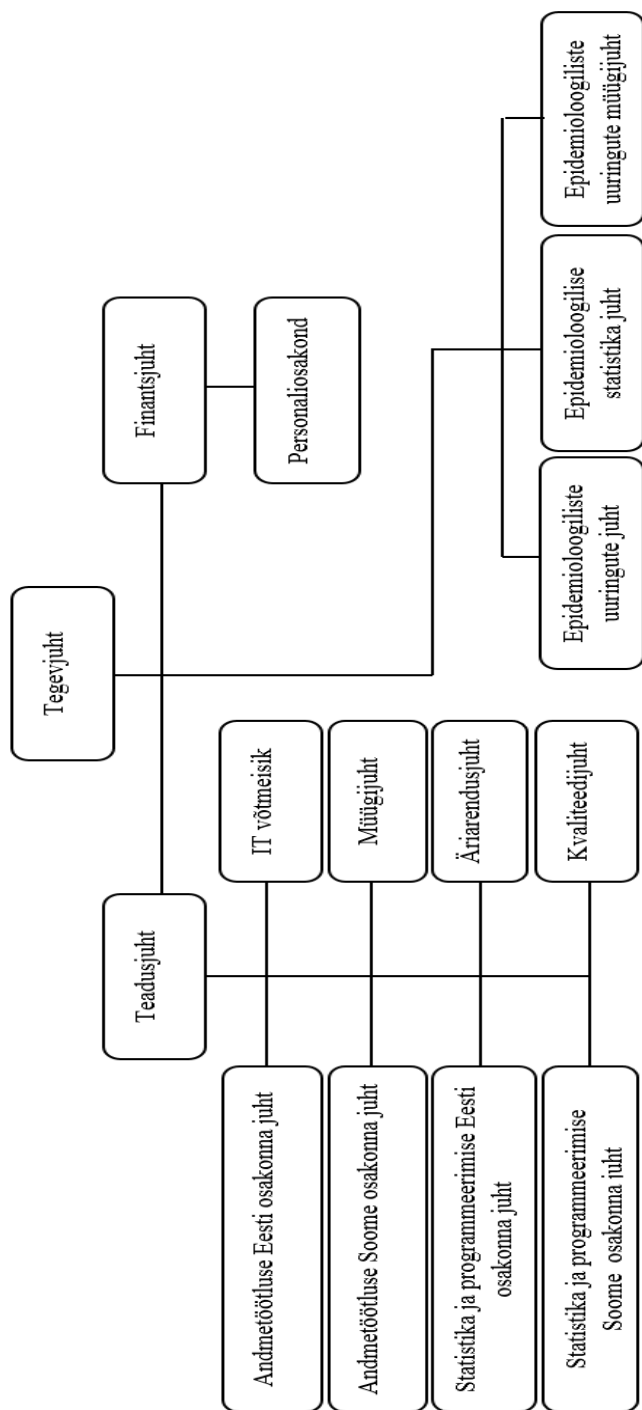 Tegevjuht
Teadusjuht
Finantsjuht
Andmetöötluse Eesti osakonna juht
IT võtmeisik
Personaliosakond
Andmetöötluse Soome osakonna juht
Müügijuht
Statistika ja programmeerimise Eesti
osakonna juht
Äriarendusjuht
Statistika ja programmeerimise
Soome osakonna juht
Kvaliteedijuht
Epidemioloogiliste
uuringute juht
Epidemioloogilise
statistika juht
Epidemioloogiliste
uuringute müügijuht